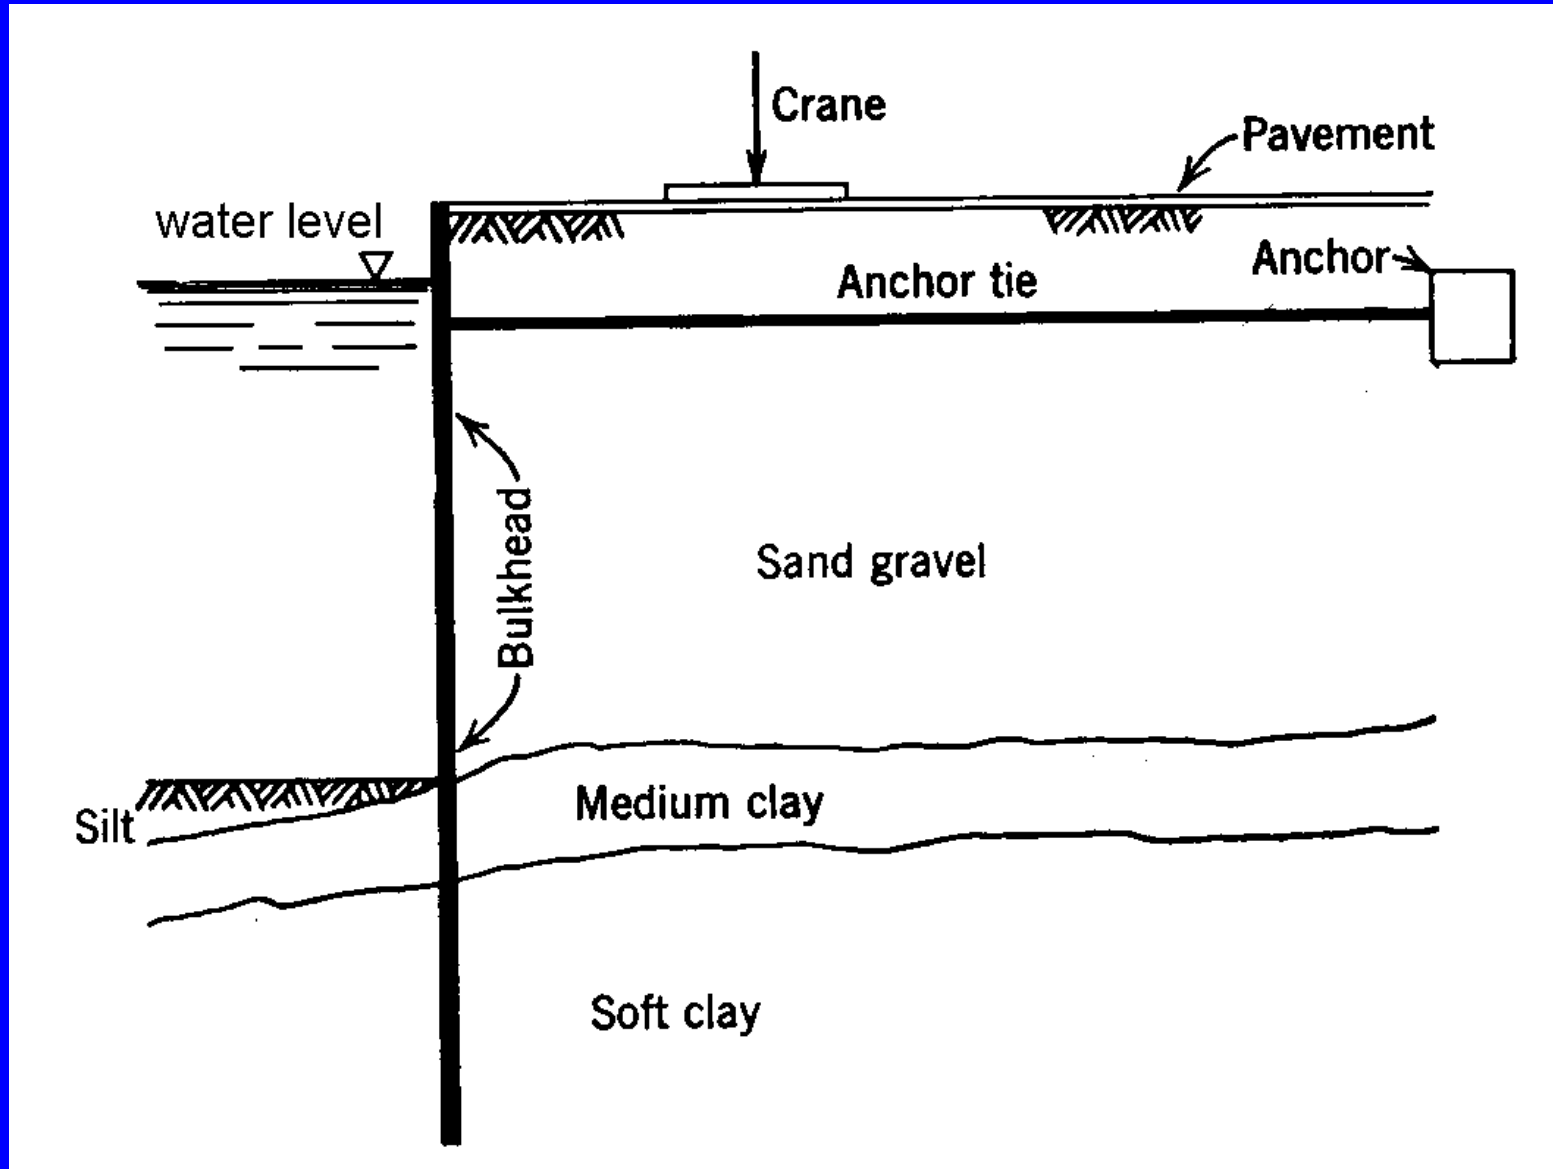 Crane
Pavement
water level
Anchor
Anchor tie
Bulkhead
Sand gravel
Medium clay
Silt
Soft clay